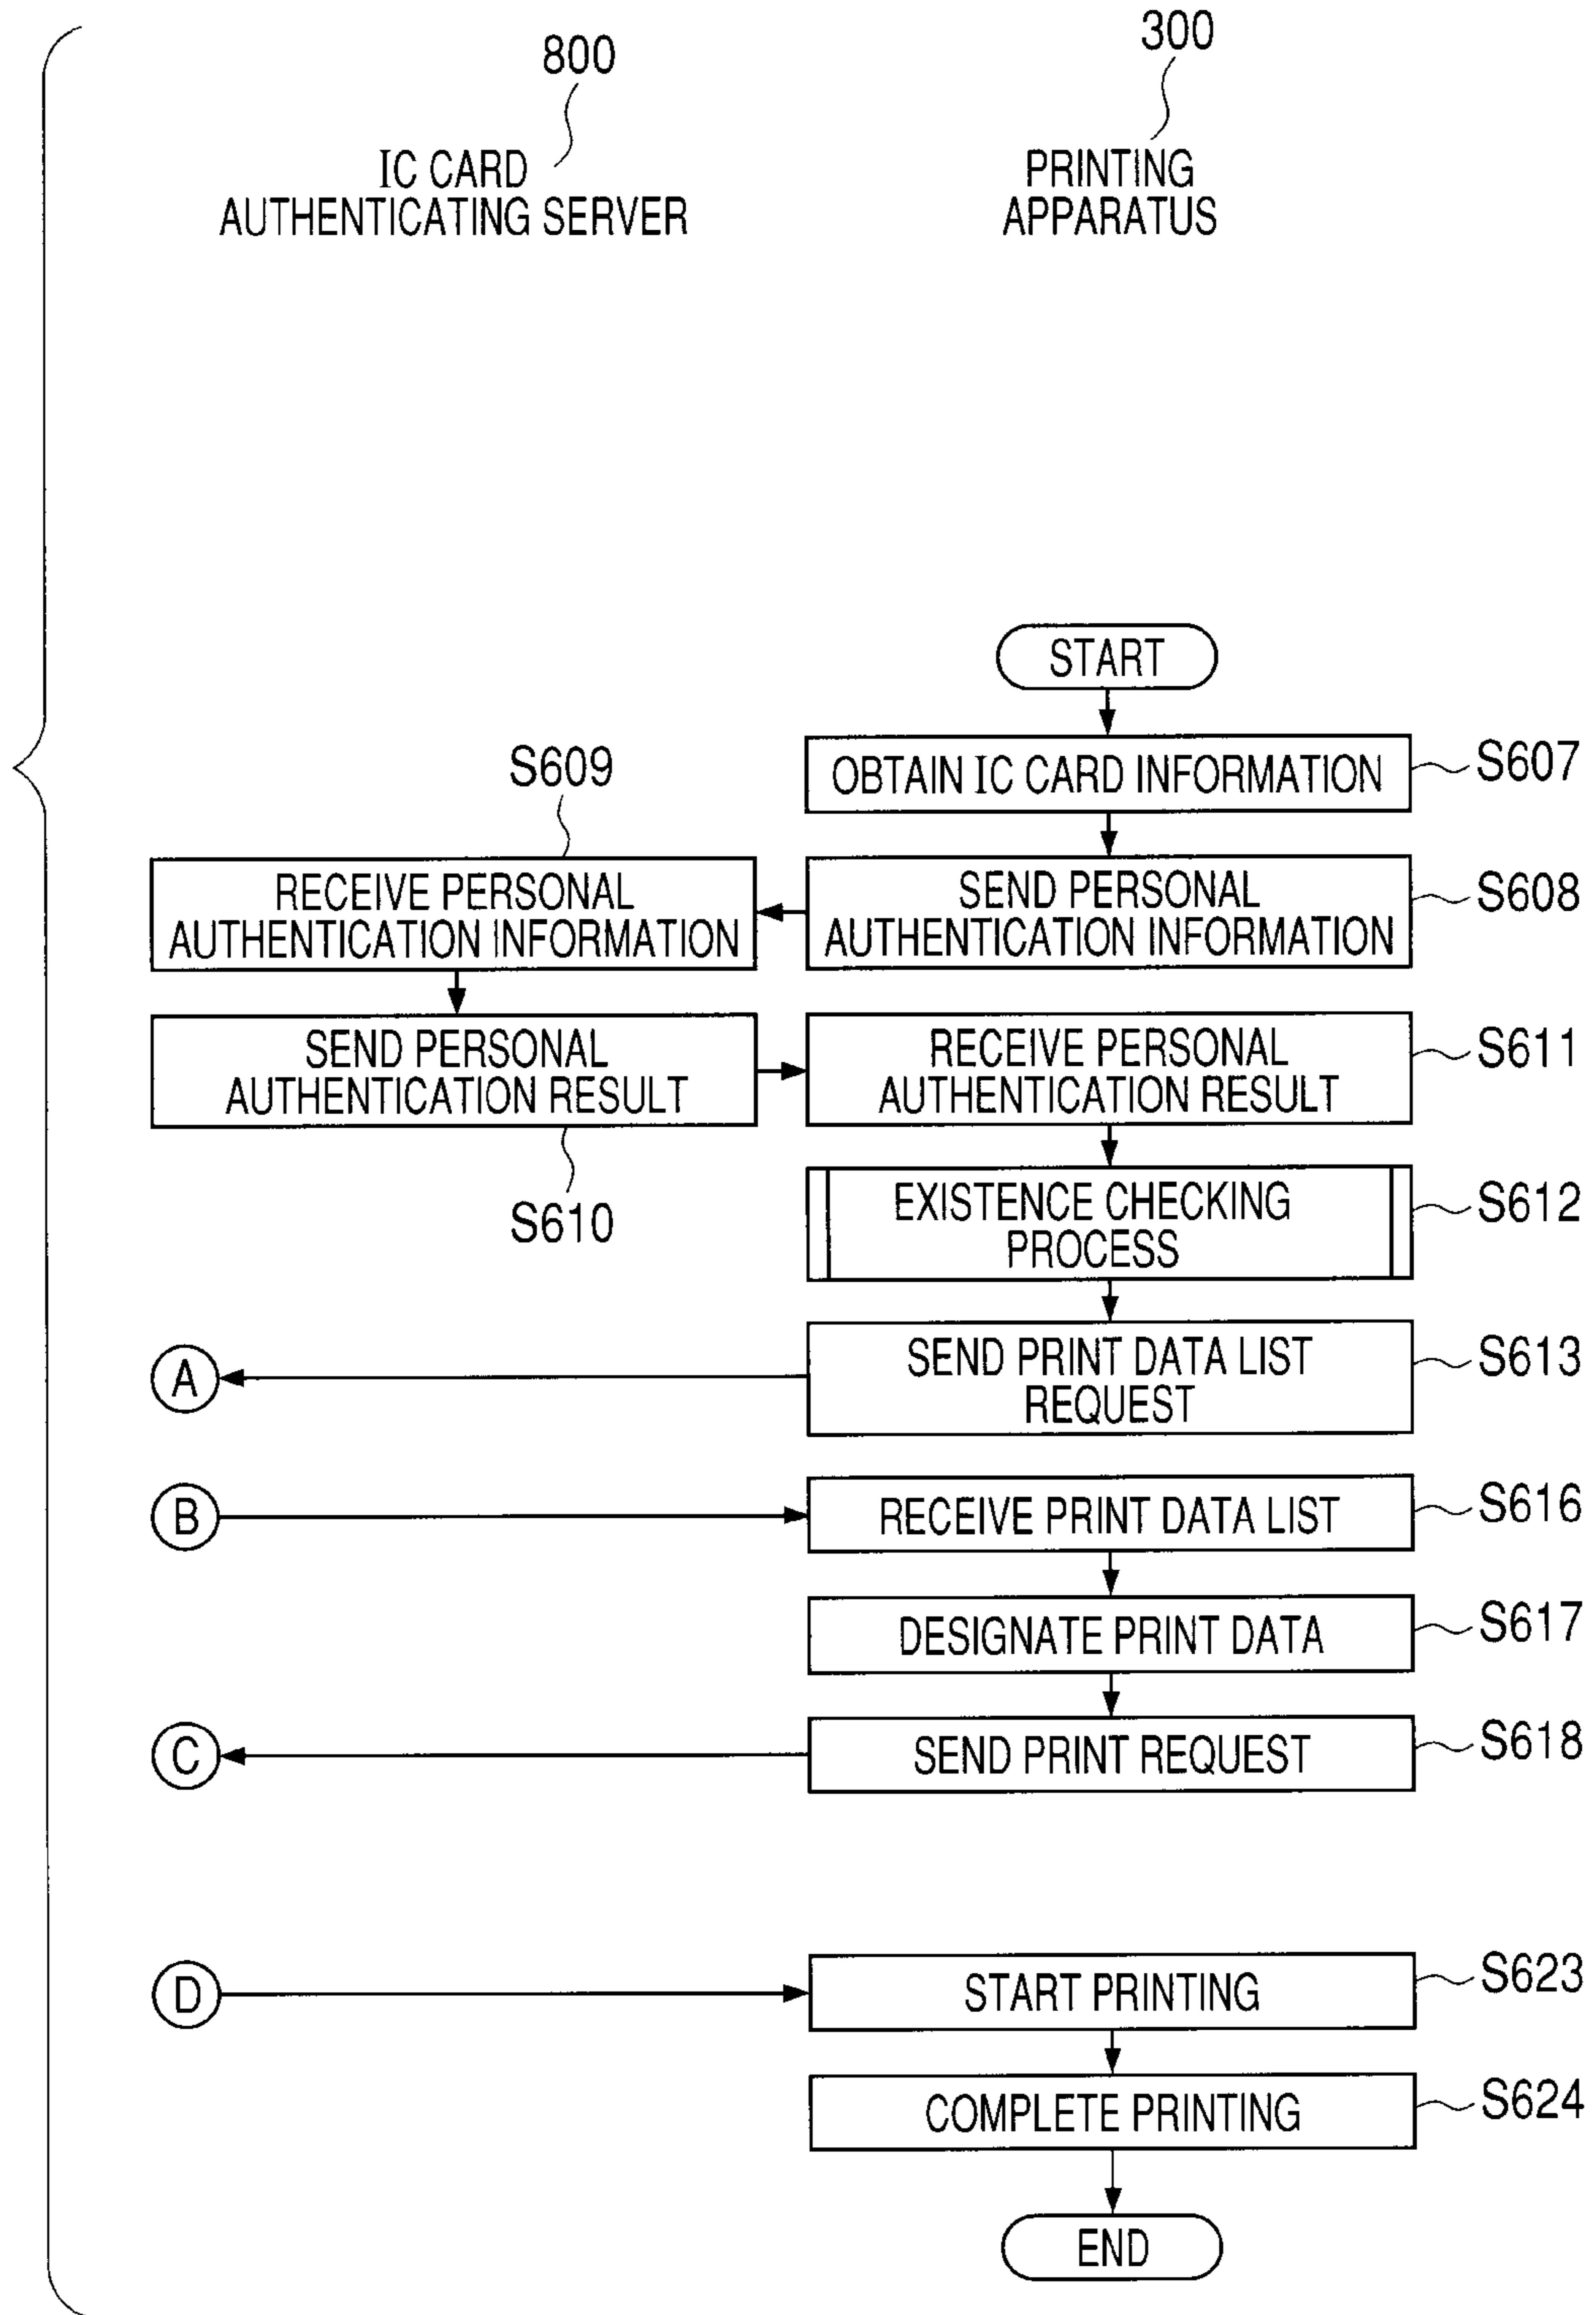 800
300
IC CARD
AUTHENTICATING SERVER
PRINTING
APPARATUS
START
OBTAIN IC CARD INFORMATION
S607
S609
RECEIVE PERSONAL
AUTHENTICATION INFORMATION
SEND PERSONAL
AUTHENTICATION INFORMATION
S608
SEND PERSONAL
AUTHENTICATION RESULT
RECEIVE PERSONAL
AUTHENTICATION RESULT
S611
S610
EXISTENCE CHECKING
PROCESS
S612
A
SEND PRINT DATA LIST
REQUEST
S613
B
RECEIVE PRINT DATA LIST
S616
DESIGNATE PRINT DATA
S617
C
SEND PRINT REQUEST
S618
D
START PRINTING
S623
COMPLETE PRINTING
S624
END